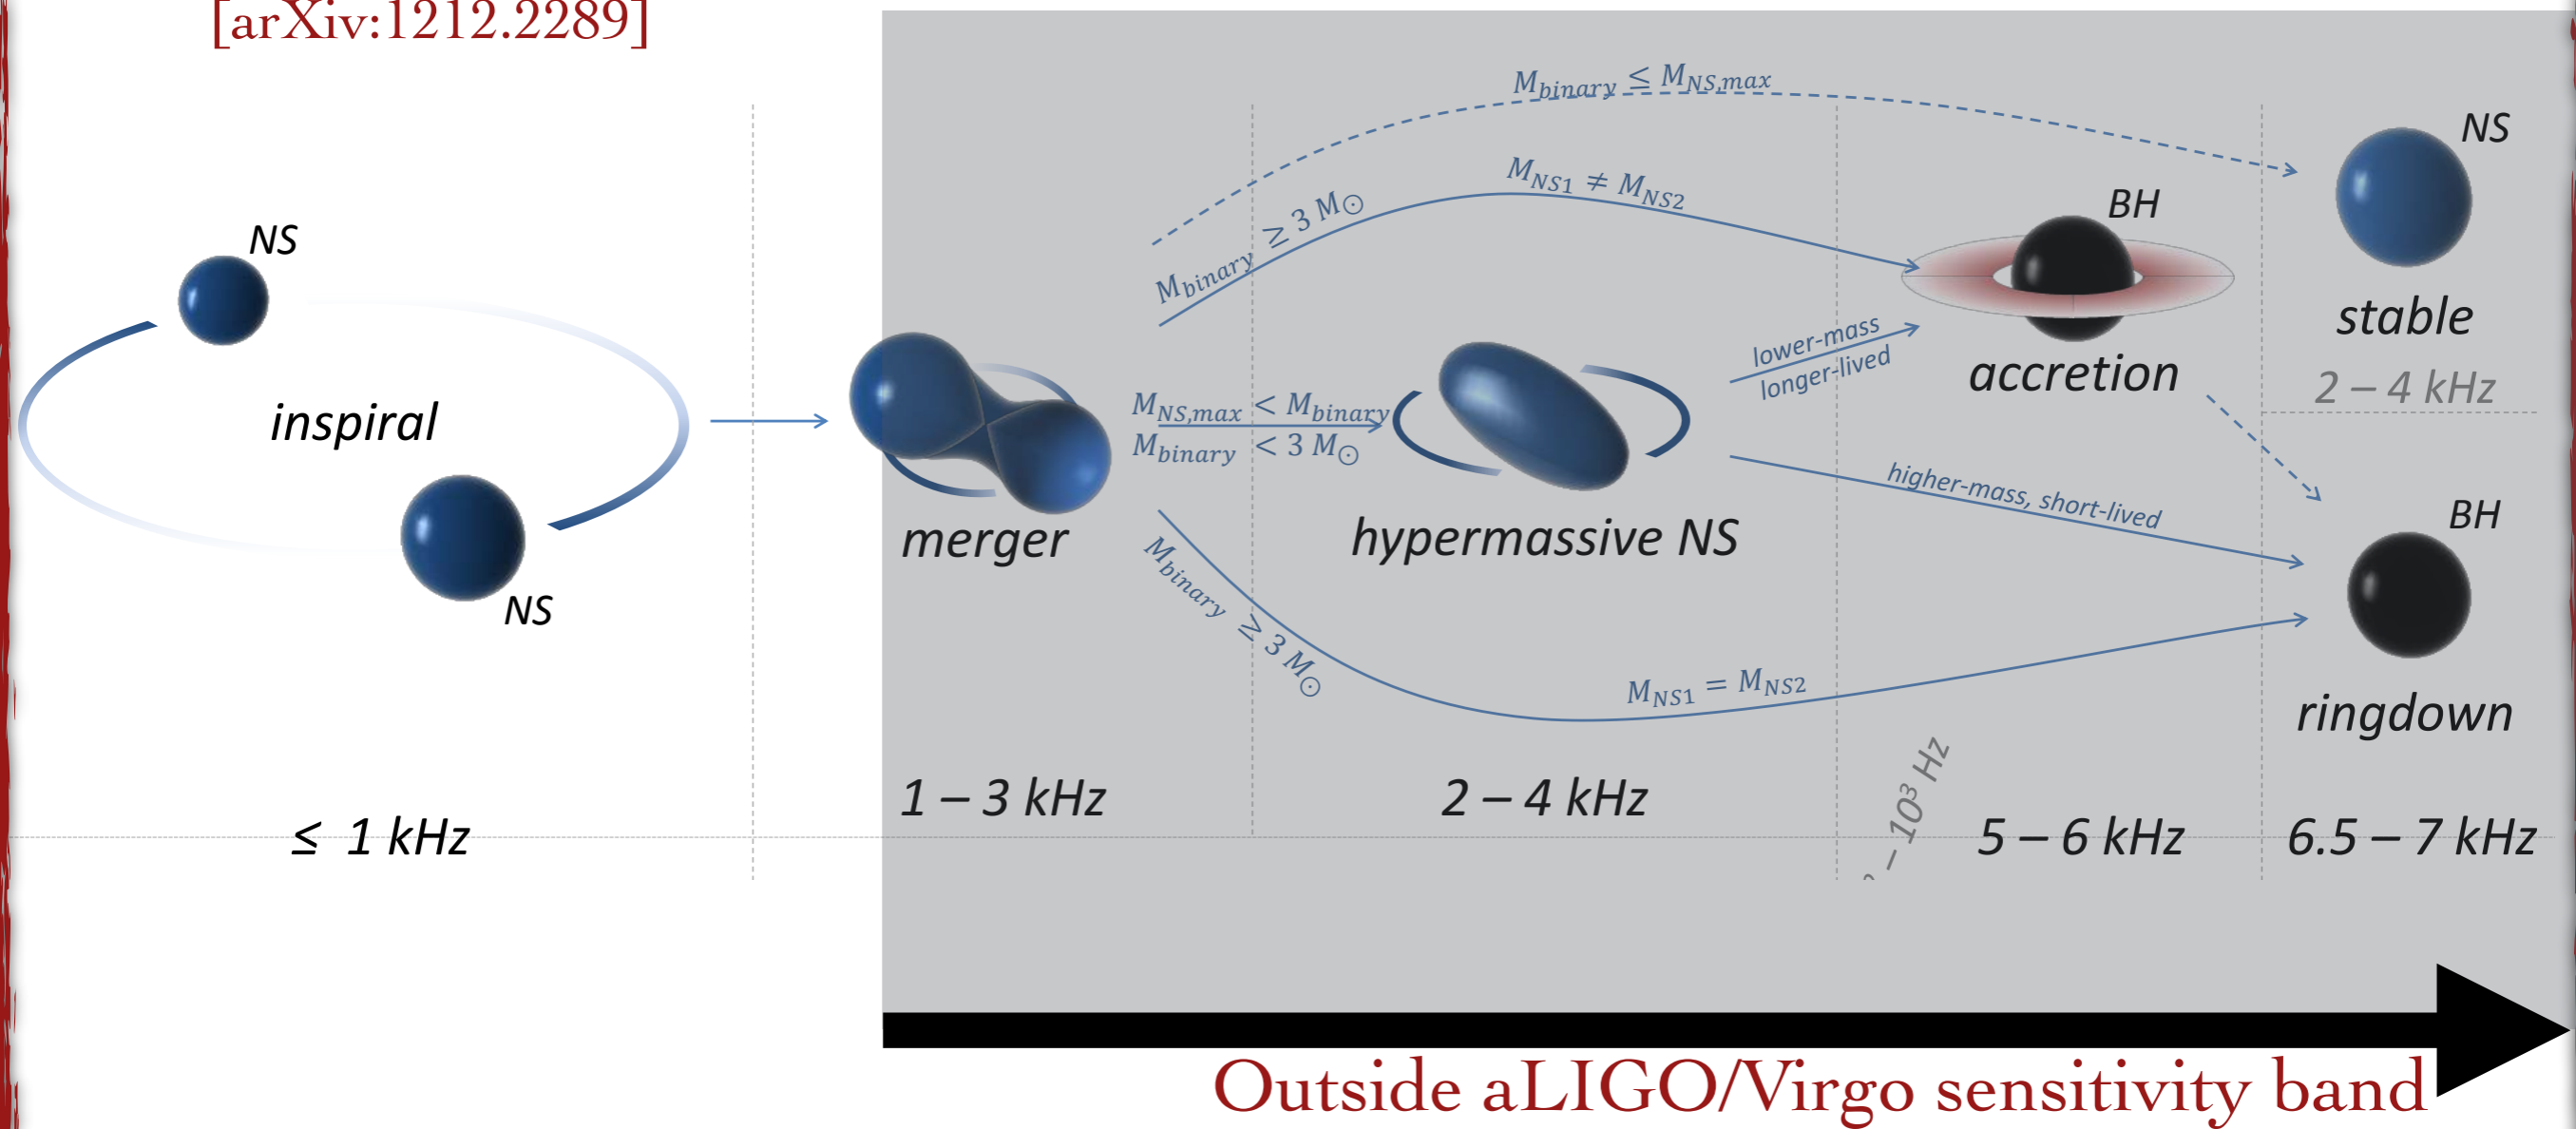 [arXiv:1212.2289]
M_binary ≤ M_NS,max
NS
M_NS1 ≠ M_NS2
M_binary ≥ 3 M_⊙
BH
NS
stable
2 – 4 kHz
lower-mass
longer-lived
accretion
inspiral
M_NS,max < M_binary
M_binary < 3 M_⊙
higher-mass, short-lived
BH
merger
hypermassive NS
NS
M_binary ≥ 3 M_⊙
M_NS1 = M_NS2
ringdown
≤ 1 kHz
1 – 3 kHz
2 – 4 kHz
– 10³ Hz
5 – 6 kHz
6.5 – 7 kHz
Outside aLIGO/Virgo sensitivity band